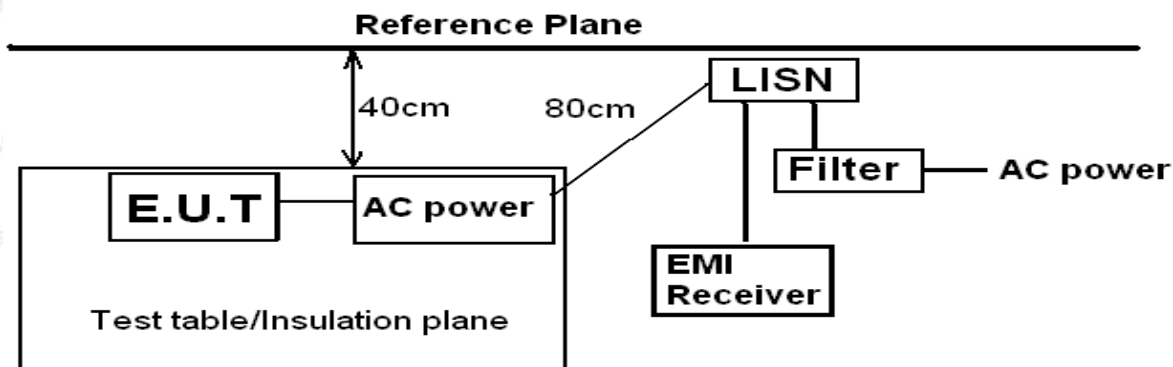 Reference Plane
LISN
40cm
80cm
Filter
AC power
E.U.T
AC power
EMI
Receiver
Test table/Insulation plane